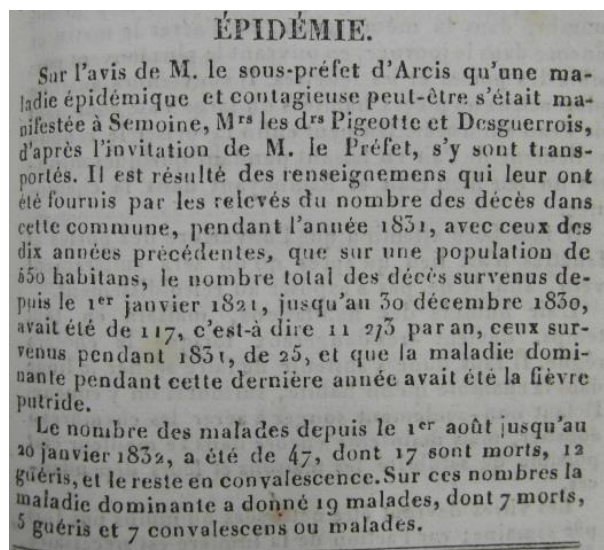 ÉPIDÉMIE.
Sur l'avis de M. le sous-préfet d'Arcis qu'une ma-
ladie épidémique et contagieuse peut-être s'était ma-
nifestée à Semoine, Mrs les drs Pigeotte et Desguerrois,
d'après l'invitation de M. le Préfet, s'y sont trans-
portés. Il est résulté des renseignemens qui leur ont
été fournis par les relevés du nombre des décès dans
cette commune, pendant l'année 1831, avec ceux des
dix années précédentes, que sur une population de
550 habitans, le nombre total des décès survenus de-
puis le 1er janvier 1821, jusqu'au 30 décembre 1830,
avait été de 117, c'est-à dire 11 2/3 par an, ceux sur-
venus pendant 1831, de 25, et que la maladie domi-
nante pendant cette dernière année avait été la fièvre
putride.
Le nombre des malades depuis le 1er août jusqu'au
20 janvier 1832, a été de 47, dont 17 sont morts, 12
guéris, et le reste en convalescence. Sur ces nombres la
maladie dominante a donné 19 malades, dont 7 morts,
5 guéris et 7 convalescens ou malades.